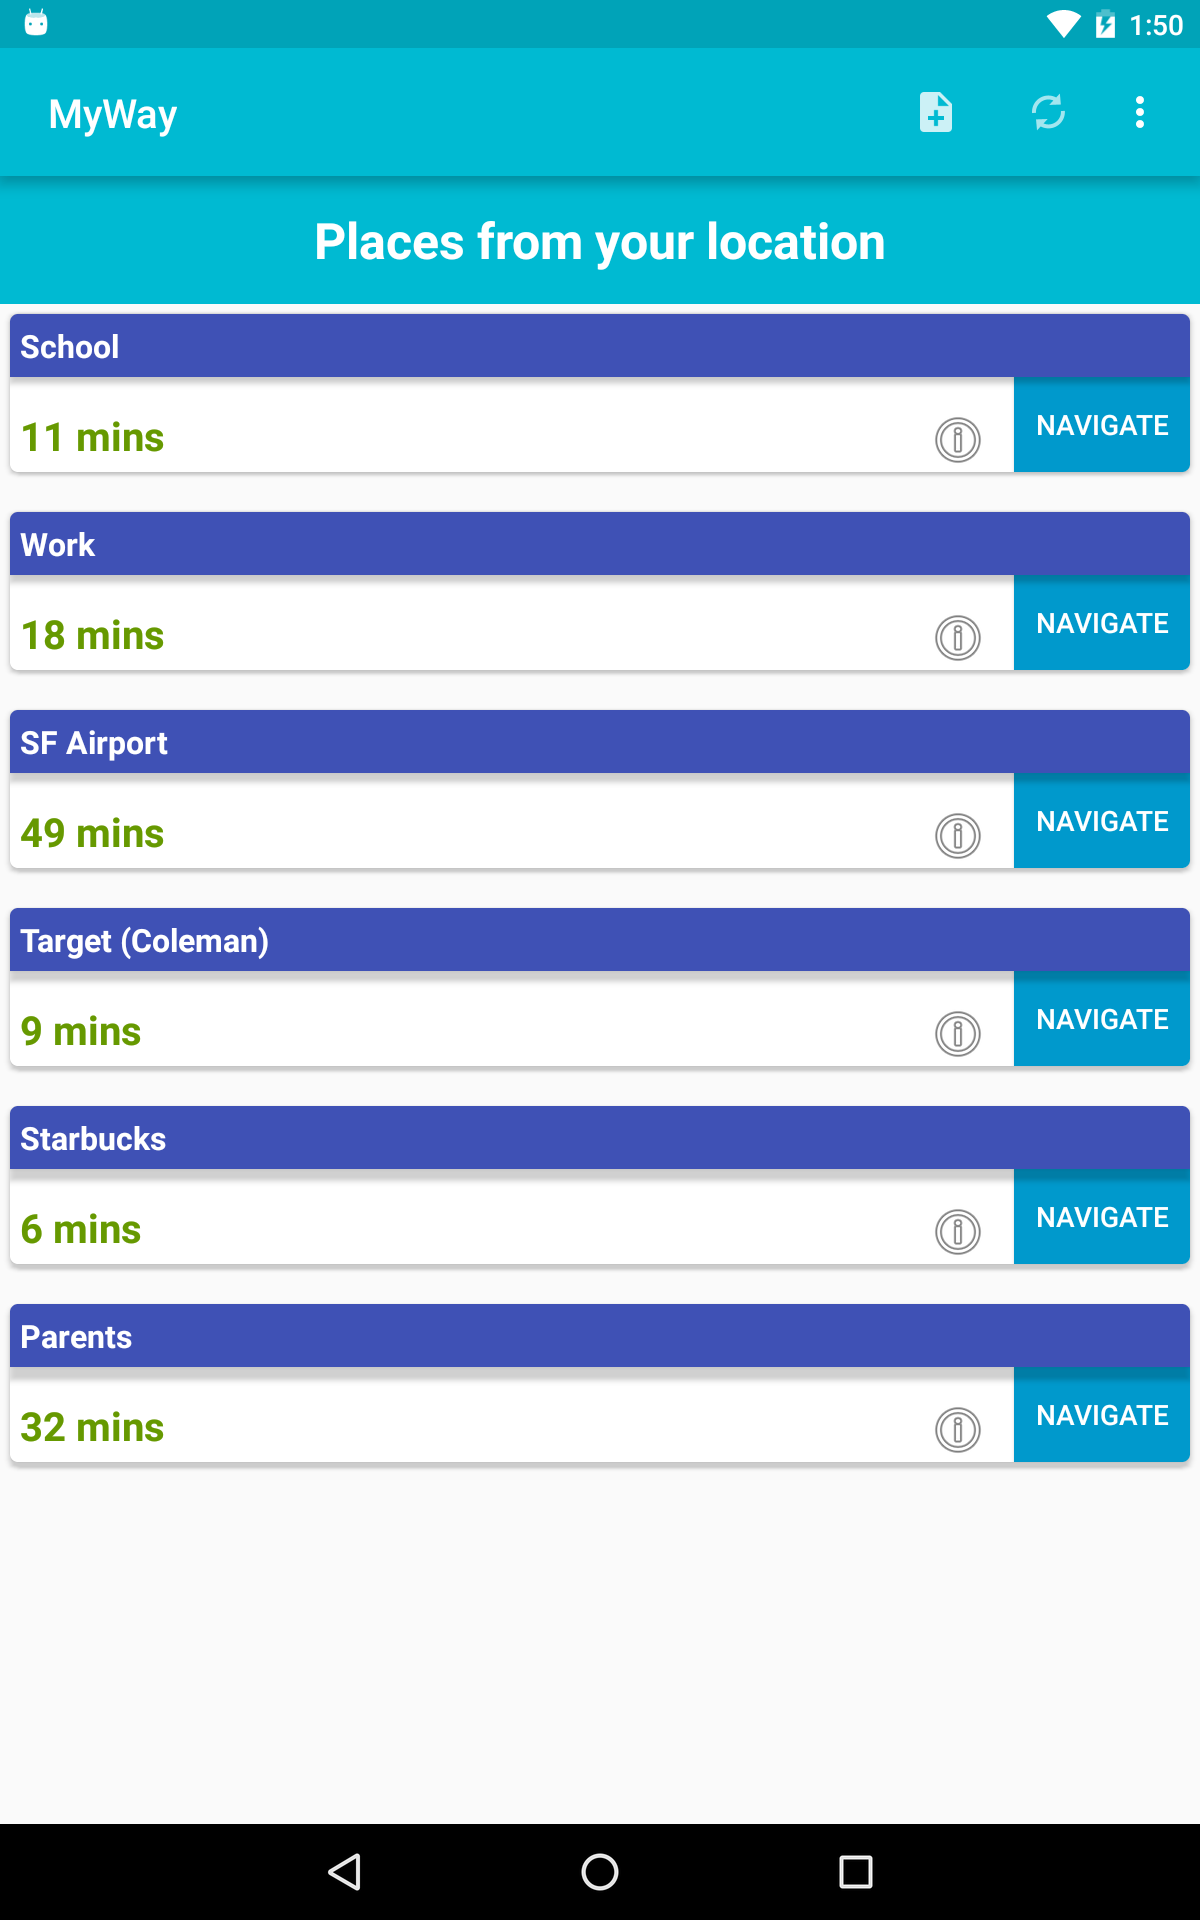 1:50
MyWay
Places from your location
School
11 mins
NAVIGATE
Work
18 mins
NAVIGATE
SF Airport
49 mins
NAVIGATE
Target (Coleman)
9 mins
NAVIGATE
Starbucks
6 mins
NAVIGATE
Parents
32 mins
NAVIGATE